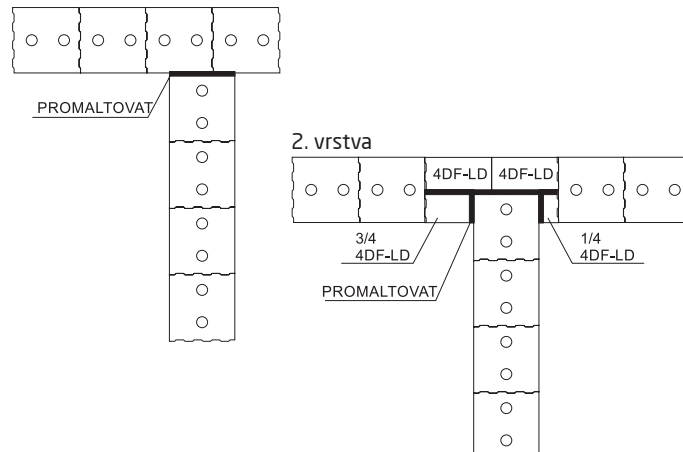 PROMALTOVAT
2. vrstva
4DF-LD 4DF-LD
3/4
4DF-LD
1/4
4DF-LD
PROMALTOVAT